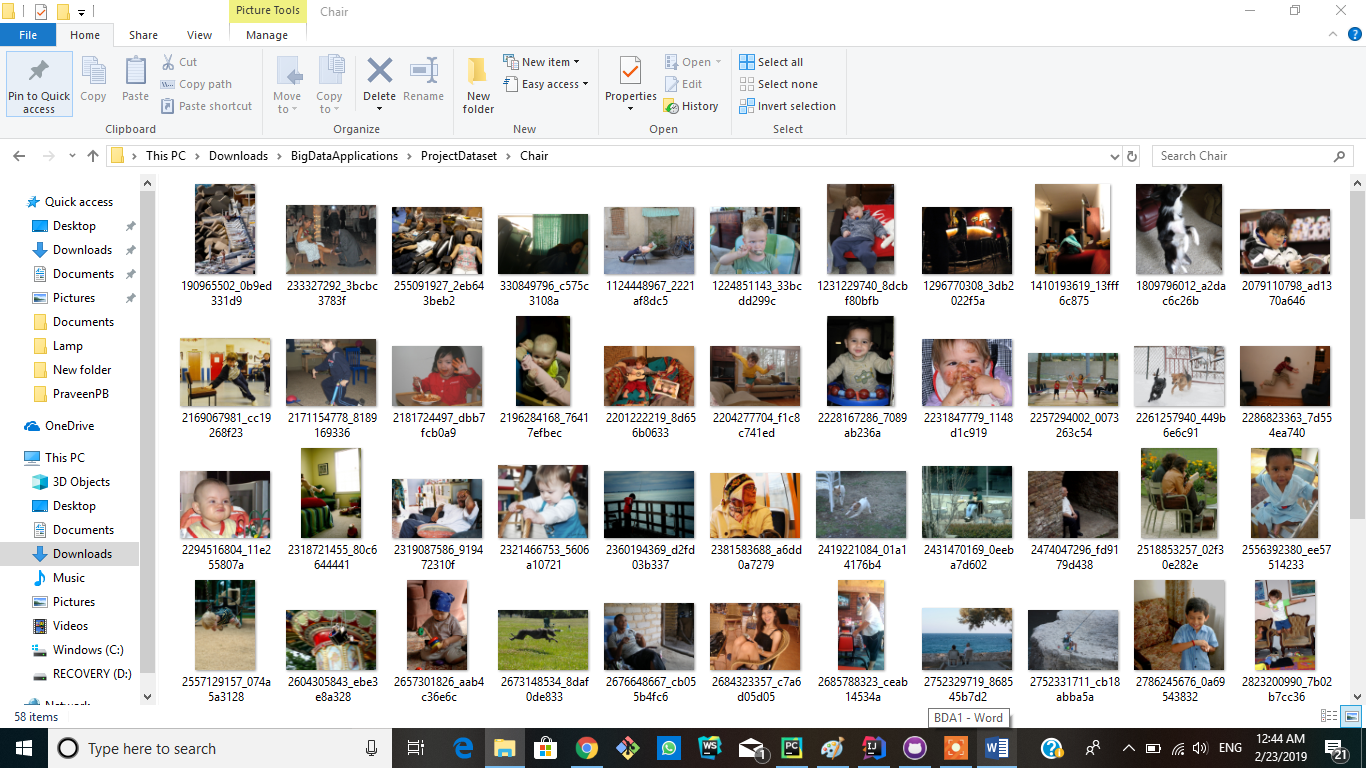 Picture Tools
Chair
File
Home
Share
View
Manage
Pin to Quick access
Copy
Paste
Cut
Copy path
Paste shortcut
Clipboard
Move to
Copy to
Delete
Rename
Organize
New folder
New item
Easy access
New
Properties
Open
Edit
History
Open
Select all
Select none
Invert selection
Select
This PC > Downloads > BigDataApplications > ProjectDataset > Chair
Search Chair
Quick access
Desktop
Downloads
Documents
Pictures
Documents
Lamp
New folder
PraveenPB
OneDrive
This PC
3D Objects
Desktop
Documents
Downloads
Music
Pictures
Videos
Windows (C:)
RECOVERY (D:)
Network
190965502_0b9ed331d9
233327292_3bcbc3783f
255091927_2eb643beb2
330849796_c575c3108a
1124448967_2221af8dc5
1224851143_33bcdd299c
1231229740_8dcbf80bfb
1296770308_3db2022f5a
1410193619_13fff6c875
1809796012_a2dac6c26b
2079110798_ad1370a646
2169067981_cc19268f23
2171154778_8189169336
2181724497_dbb7fcb0a9
2196284168_76417efbec
2201222219_8d656b0633
2204277704_f1c8c741ed
2228167286_7089ab236a
2231847779_1148d1c919
2257294002_0073263c54
2261257940_449b6e6c91
2286823363_7d554ea740
2294516804_11e255807a
2318721455_80c6644441
2319087586_919472310f
2321466753_5606a10721
2360194369_d2fd03b337
2381583688_a6dd0a7279
2419221084_01a14176b4
2431470169_0eeba7d602
2474047296_fd9179d438
2518853257_02f30e282e
2556392380_ee57514233
2557129157_074a5a3128
2604305843_ebe3e8a328
2657301826_aab4c36e6c
2673148534_8daf0de833
2676648667_cb055b4fc6
2684323357_c7a6d05d05
2685788323_ceab14534a
2752329719_868545b7d2
2752331711_cb18abba5a
2786245676_0a69543832
2823200990_7b02b7cc36
58 items
BDA1 - Word
Type here to search
WS
1
PC
IJ
ENG
12:44 AM
2/23/2019
21